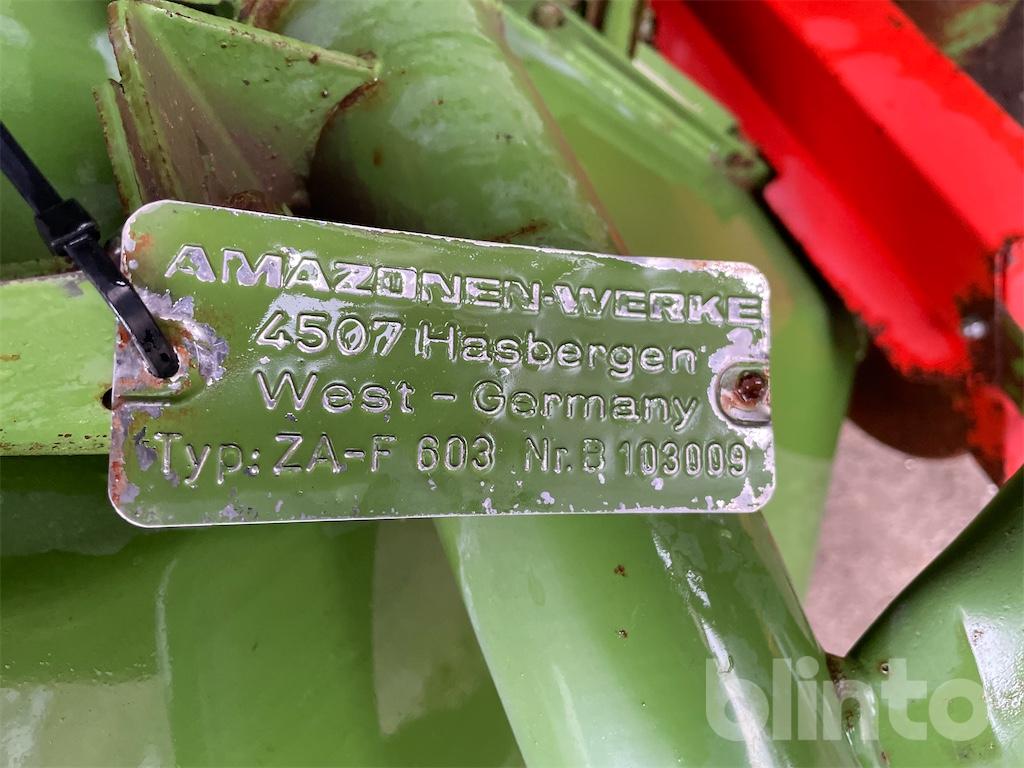 AMAZONEN-WERKE
4507 Hasbergen
West - Germany
Typ: ZA-F 603 Nr. B 103009
blinto